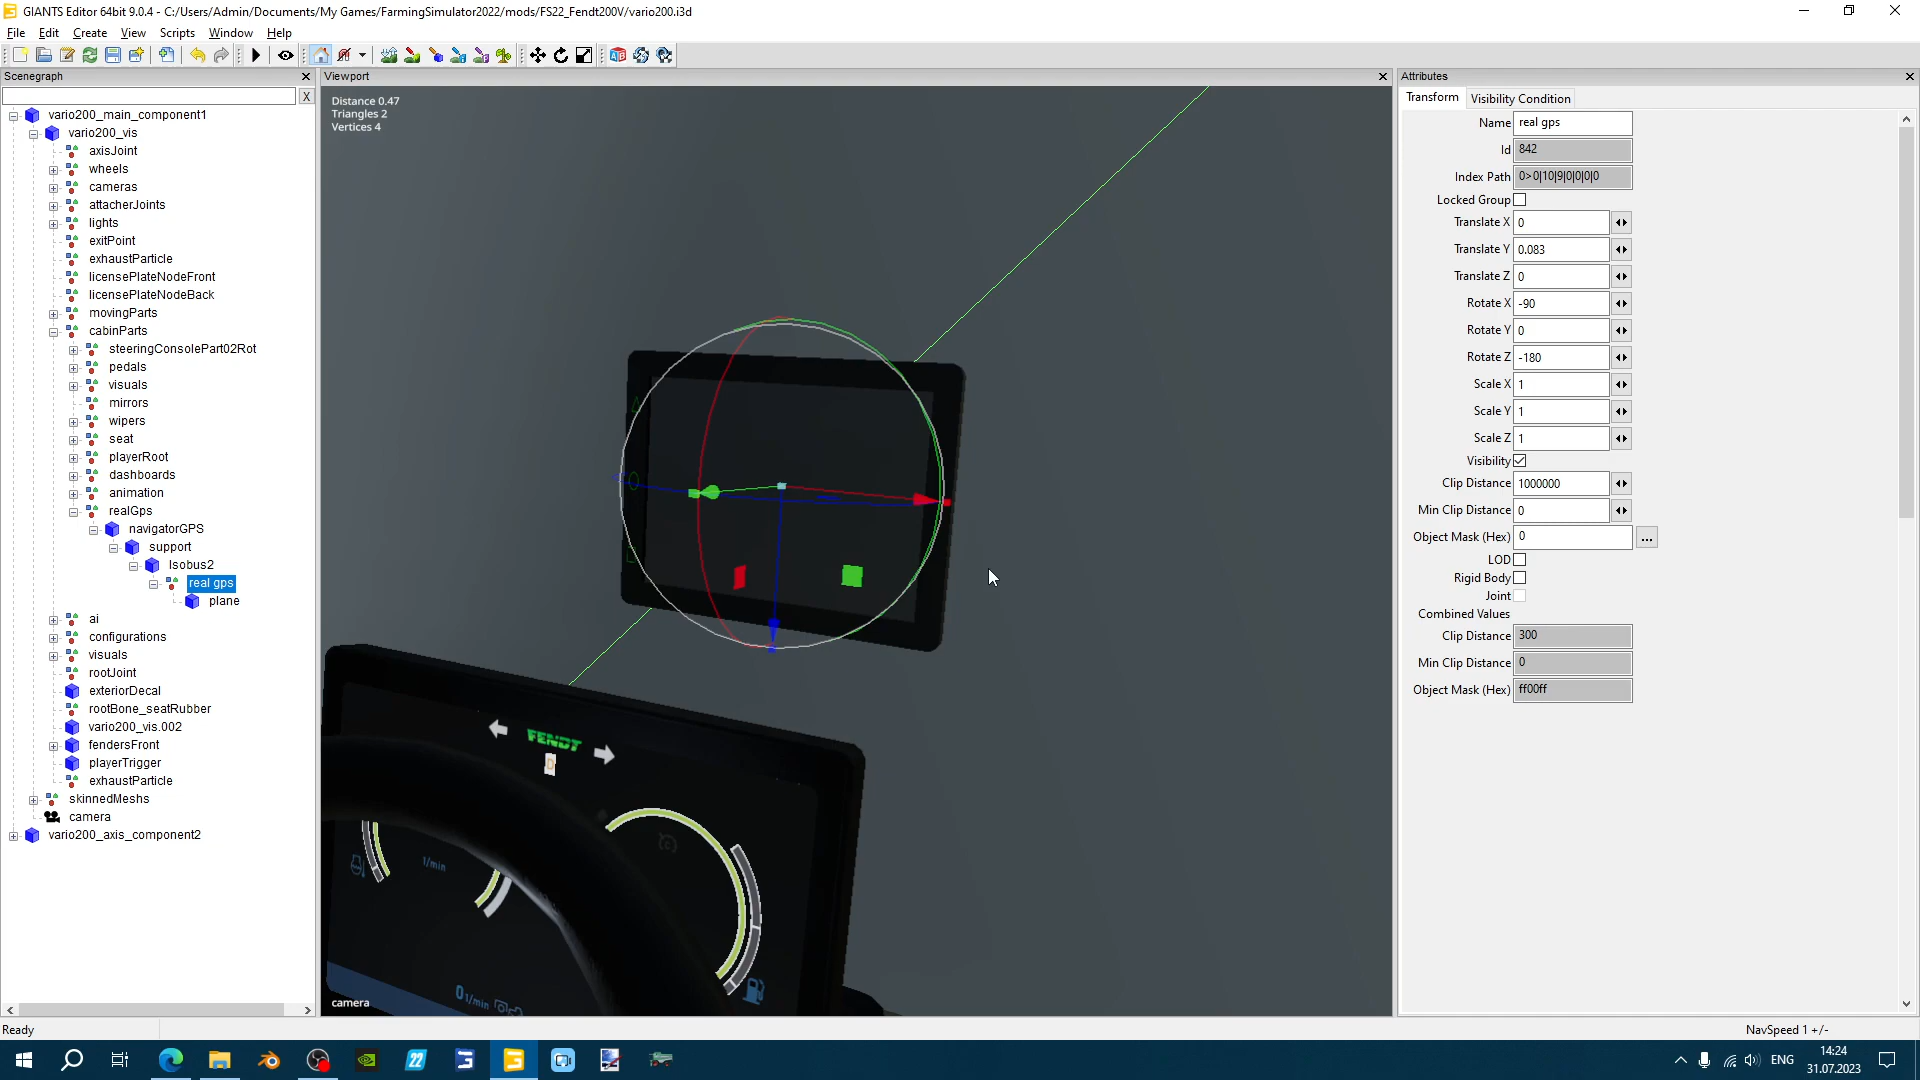 GIANTS Editor 64bit 9.0.4 - C:/Users/Admin/Documents/My Games/FarmingSimulator2022/mods/FS22_Fendt200V/vario200.i3d
File Edit Create View Scripts Window Help
Scenegraph
X
vario200_main_component1
vario200_vis
axisJoint
wheels
cameras
attacherJoints
lights
exitPoint
exhaustParticle
licensePlateNodeFront
licensePlateNodeBack
movingParts
cabinParts
steeringConsolePart02Rot
pedals
visuals
mirrors
wipers
seat
playerRoot
dashboards
animation
realGps
navigatorGPS
support
Isobus2
real gps
plane
ai
configurations
visuals
rootJoint
exteriorDecal
rootBone_seatRubber
vario200_vis.002
fendersFront
playerTrigger
exhaustParticle
skinnedMeshs
camera
vario200_axis_component2
Viewport
Distance 0.47
Triangles 2
Vertices 4
FENDT
D
1/min
0 1/min
camera
Attributes
Transform Visibility Condition
Name real gps
Id 842
Index Path 0>0|10|9|0|0|0|0
Locked Group
Translate X 0
Translate Y 0.083
Translate Z 0
Rotate X -90
Rotate Y 0
Rotate Z -180
Scale X 1
Scale Y 1
Scale Z 1
Visibility
Clip Distance 1000000
Min Clip Distance 0
Object Mask (Hex) 0 ...
LOD
Rigid Body
Joint
Combined Values
Clip Distance 300
Min Clip Distance 0
Object Mask (Hex) ff00ff
Ready
NavSpeed 1 +/-
22
ENG
14:24
31.07.2023